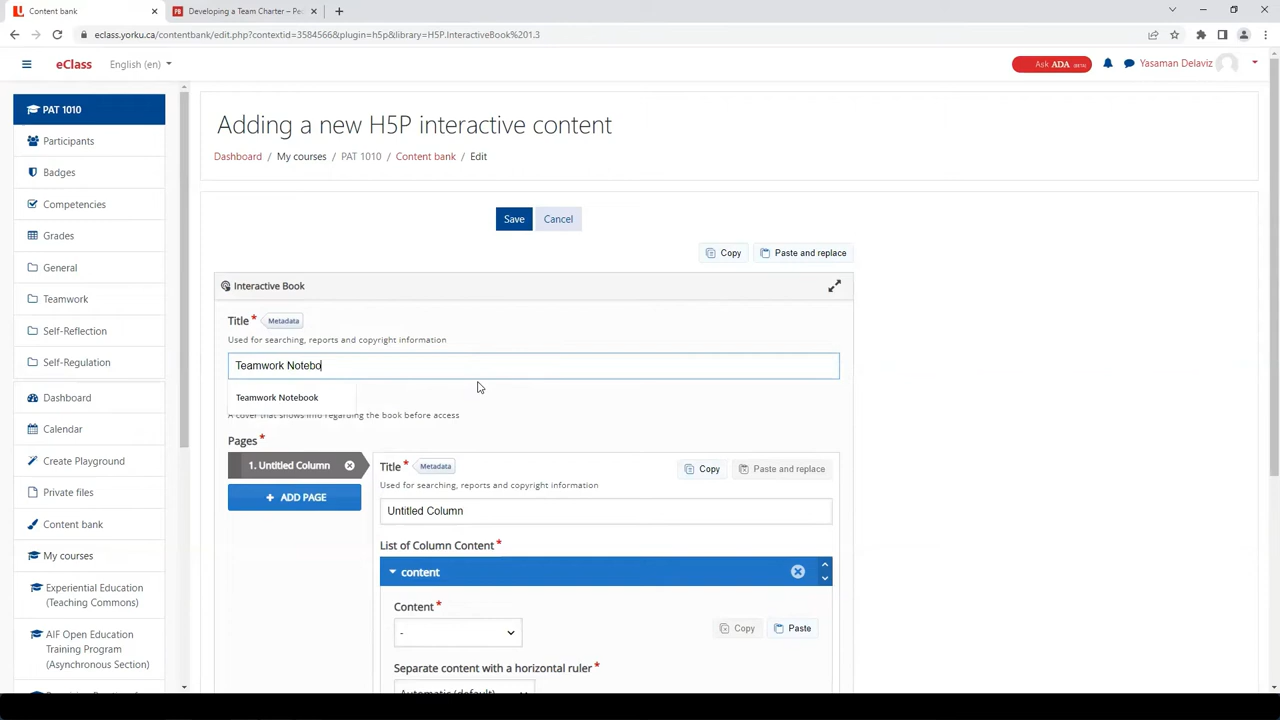 Content bank
Developing a Team Charter – Pe
eclass.yorku.ca/contentbank/edit.php?contextid=3584566&plugin=h5p&library=H5P.InteractiveBook%201.3
eClass
English (en)
Ask ADA (BETA)
Yasaman Delaviz
PAT 1010
Participants
Badges
Competencies
Grades
General
Teamwork
Self-Reflection
Self-Regulation
Dashboard
Calendar
Create Playground
Private files
Content bank
My courses
Experiential Education
(Teaching Commons)
AIF Open Education
Training Program
(Asynchronous Section)
Adding a new H5P interactive content
Dashboard / My courses / PAT 1010 / Content bank / Edit
Save
Cancel
Copy
Paste and replace
Interactive Book
Title*
Metadata
Used for searching, reports and copyright information
Teamwork Notebo
Teamwork Notebook
A cover that shows info regarding the book before access
Pages*
1. Untitled Column
+ ADD PAGE
Title*
Metadata
Copy
Paste and replace
Used for searching, reports and copyright information
Untitled Column
List of Column Content*
content
Content*
-
Copy
Paste
Separate content with a horizontal ruler*
Automatic (default)